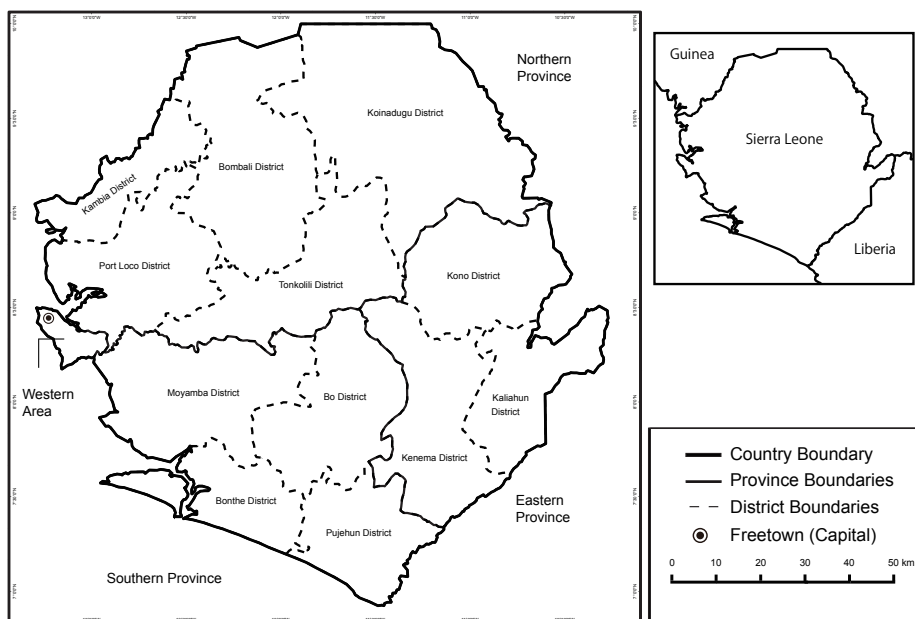 Northern
Province
Koinadugu District
Bombali District
Kambia District
Port Loco District
Tonkolili District
Kono District
Western
Area
Moyamba District
Bo District
Kaliahun
District
Kenema District
Bonthe District
Pujehun District
Eastern
Province
Southern Province
Guinea
Sierra Leone
Liberia
Country Boundary
Province Boundaries
District Boundaries
Freetown (Capital)
0 10 20 30 40 50 km